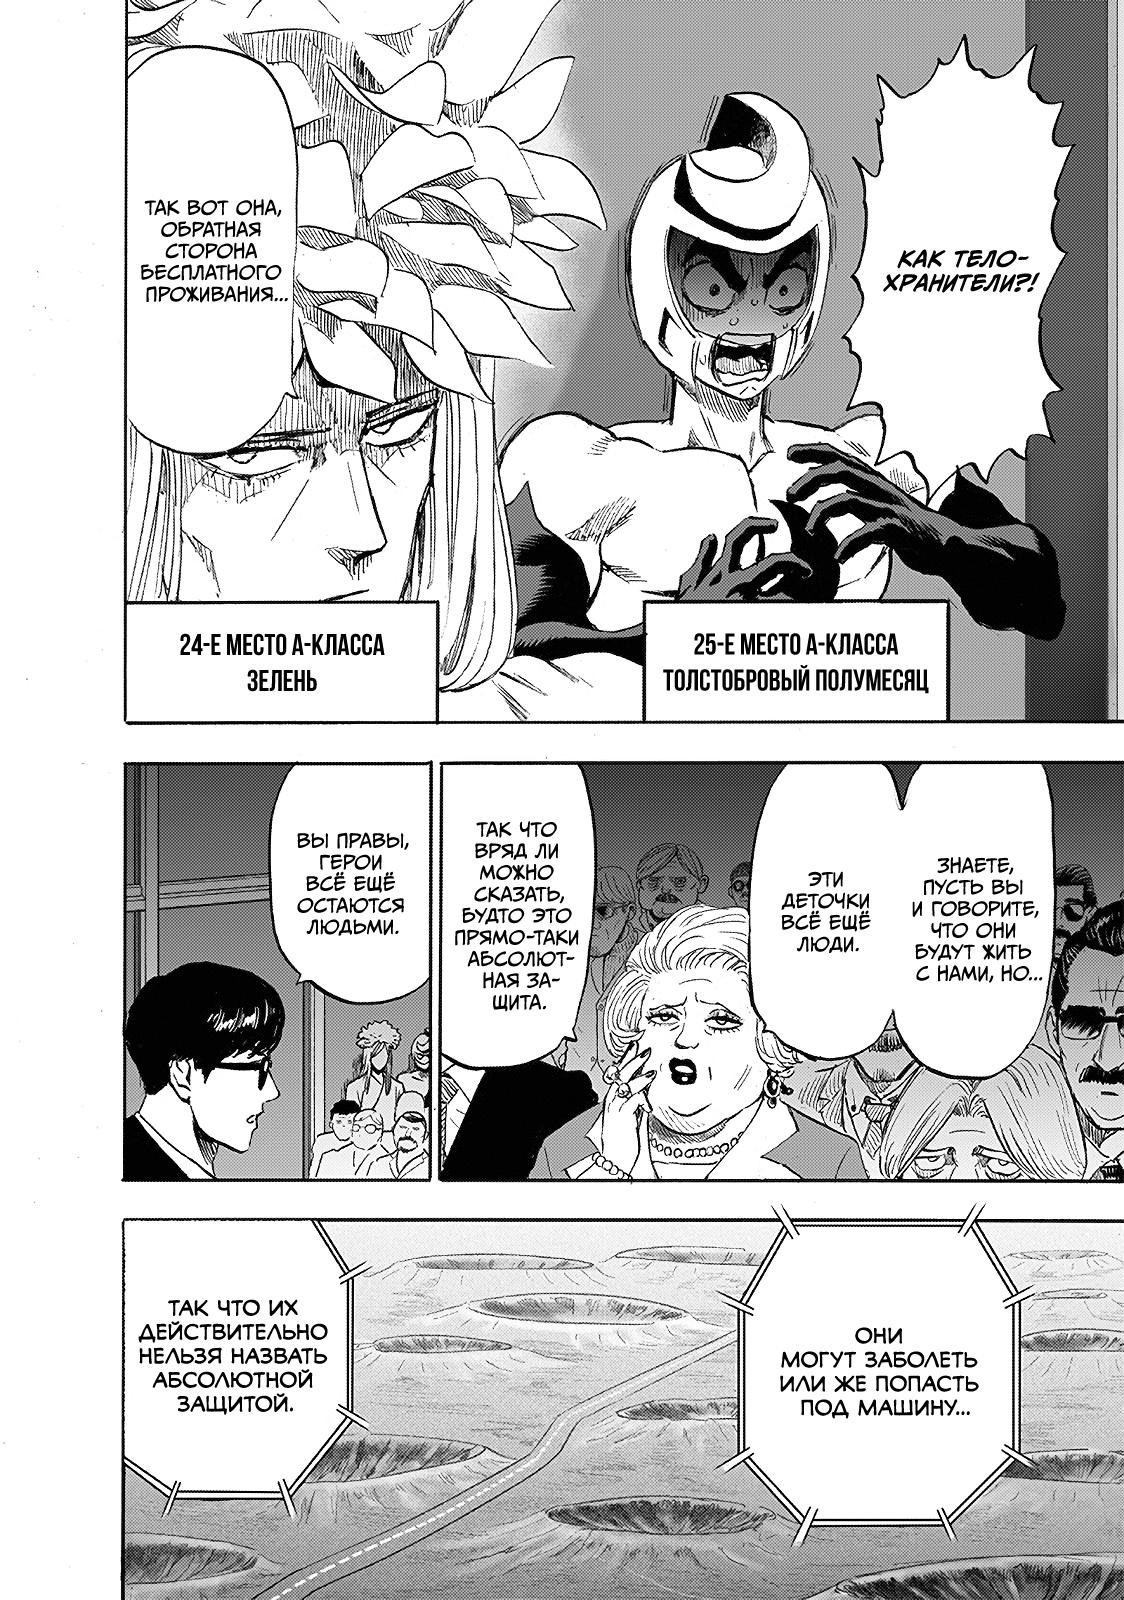 КАК ТЕЛО-
ХРАНИТЕЛИ?!
ТАК ВОТ ОНА,
ОБРАТНАЯ
СТОРОНА
БЕСПЛАТНОГО
ПРОЖИВАНИЯ...
25-Е МЕСТО А-КЛАССА
ТОЛСТОБРОВЫЙ ПОЛУМЕСЯЦ
24-Е МЕСТО А-КЛАССА
ЗЕЛЕНЬ
ЗНАЕТЕ,
ПУСТЬ ВЫ
И ГОВОРИТЕ,
ЧТО ОНИ
БУДУТ ЖИТЬ
С НАМИ, НО...
ЭТИ
ДЕТОЧКИ
ВСЁ ЕЩЁ
ЛЮДИ.
ТАК ЧТО
ВРЯД ЛИ
МОЖНО
СКАЗАТЬ,
БУДТО ЭТО
ПРЯМО-ТАКИ
АБСОЛЮТ-
НАЯ ЗА-
ЩИТА.
ВЫ ПРАВЫ,
ГЕРОИ
ВСЁ ЕЩЁ
ОСТАЮТСЯ
ЛЮДЬМИ.
ОНИ
МОГУТ ЗАБОЛЕТЬ
ИЛИ ЖЕ ПОПАСТЬ
ПОД МАШИНУ...
ТАК ЧТО ИХ
ДЕЙСТВИТЕЛЬНО
НЕЛЬЗЯ НАЗВАТЬ
АБСОЛЮТНОЙ
ЗАЩИТОЙ.